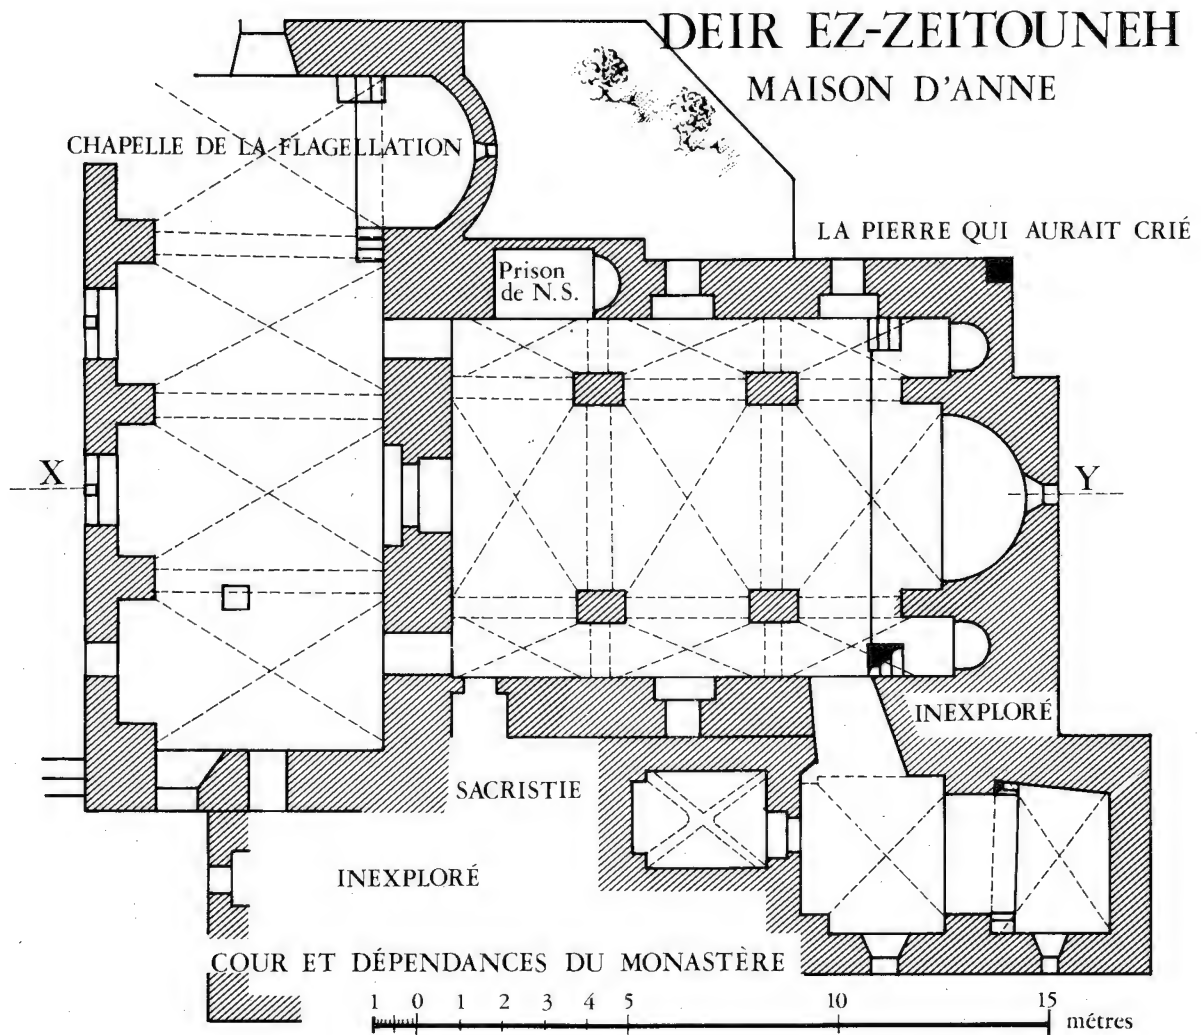 DEIR EZ-ZEITOUNEH
MAISON D'ANNE
CHAPELLE DE LA FLAGELLATION
LA PIERRE QUI AURAIT CRIÉ
Prison
de N.S.
X
Y
INEXPLORÉ
SACRISTIE
INEXPLORÉ
COUR ET DÉPENDANCES DU MONASTÈRE
1 0 1 2 3 4 5 10 15
métres